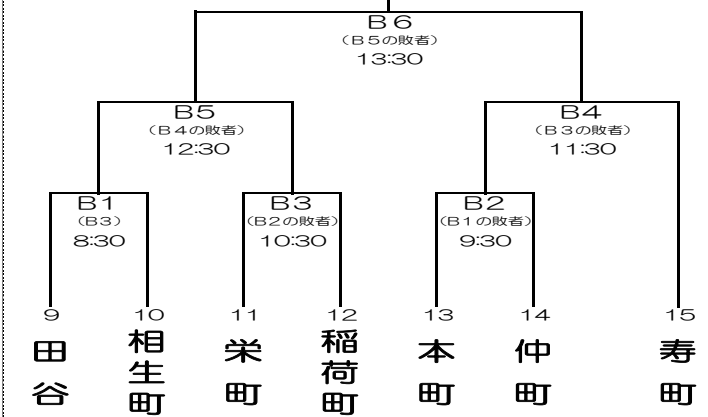 B6
(B5の敗者)
13:30
B5
(B4の敗者)
12:30
B4
(B3の敗者)
11:30
B1
(B3)
8:30
B3
(B2の敗者)
10:30
B2
(B1の敗者)
9:30
9
10
11
12
13
14
15
田谷
相生町
栄町
稲荷町
本町
仲町
寿町